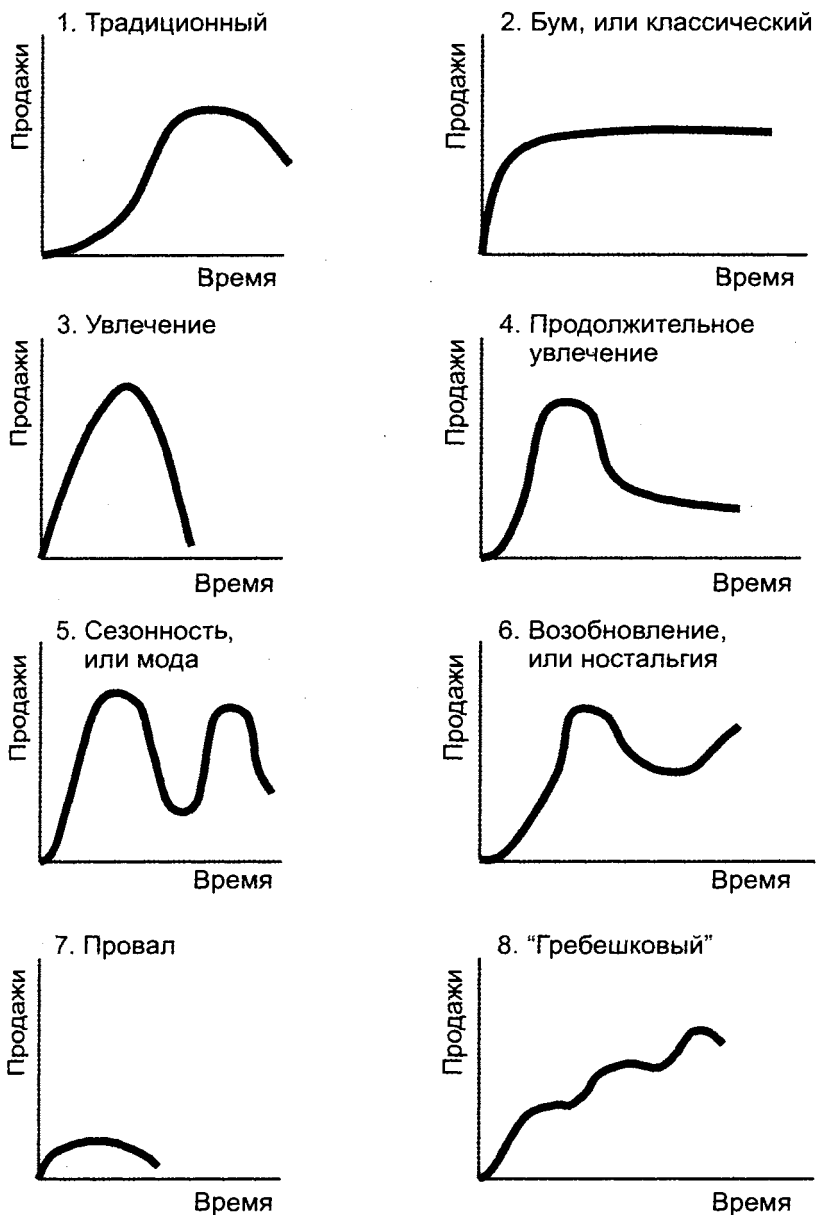 1. Традиционный
Продажи
Время
2. Бум, или классический
Продажи
Время
3. Увлечение
Продажи
Время
4. Продолжительное
увлечение
Продажи
Время
5. Сезонность,
или мода
Продажи
Время
6. Возобновление,
или ностальгия
Продажи
Время
7. Провал
Продажи
Время
8. "Гребешковый"
Продажи
Время